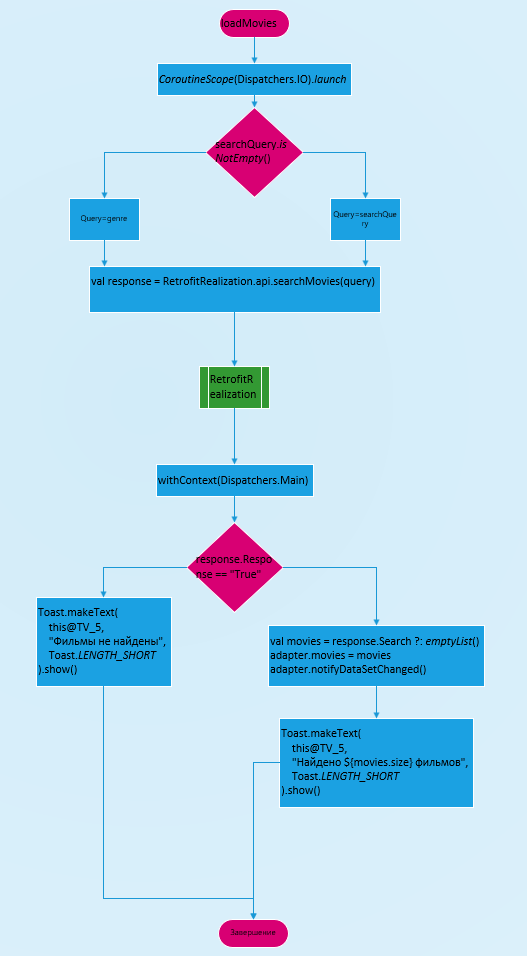 loadMovies
CoroutineScope(Dispatchers.IO).launch
searchQuery.is
NotEmpty()
Query=genre
Query=searchQue
ry
val response = RetrofitRealization.api.searchMovies(query)
RetrofitR
ealization
withContext(Dispatchers.Main)
response.Respo
nse == "True"
Toast.makeText(
this@TV_5,
"Фильмы не найдены",
Toast.LENGTH_SHORT
).show()
val movies = response.Search ?: emptyList()
adapter.movies = movies
adapter.notifyDataSetChanged()
Toast.makeText(
this@TV_5,
"Найдено ${movies.size} фильмов",
Toast.LENGTH_SHORT
).show()
Завершение